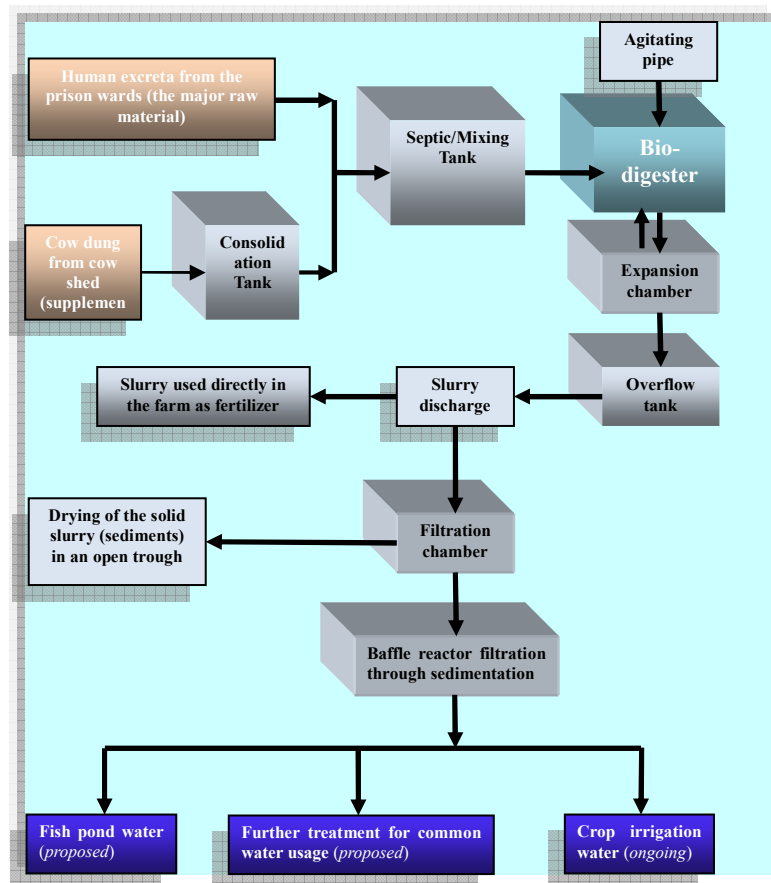 Agitating
pipe
Human excreta from the
prison wards (the major raw
material)
Septic/Mixing
Tank
Bio-
digester
Cow dung
from cow
shed
(supplemen
Consolid
ation
Tank
Expansion
chamber
Overflow
tank
Slurry
discharge
Slurry used directly in
the farm as fertilizer
Drying of the solid
slurry (sediments)
in an open trough
Filtration
chamber
Baffle reactor filtration
through sedimentation
Fish pond water
(proposed)
Further treatment for common
water usage (proposed)
Crop irrigation
water (ongoing)